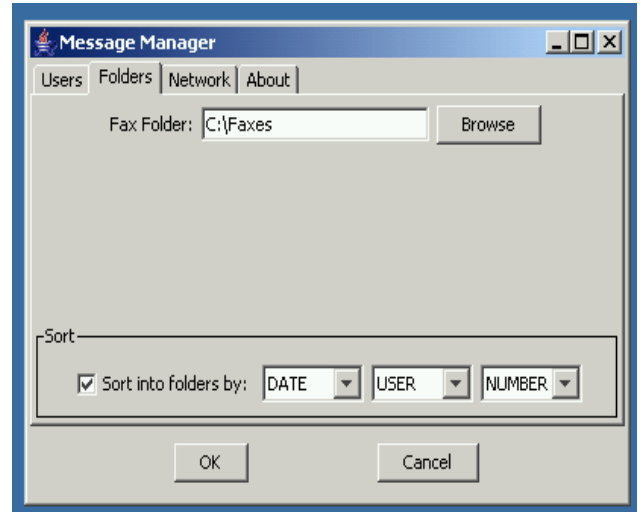 Message Manager
Users Folders Network About
Fax Folder: C:\Faxes Browse
Sort
Sort into folders by: DATE USER NUMBER
OK Cancel